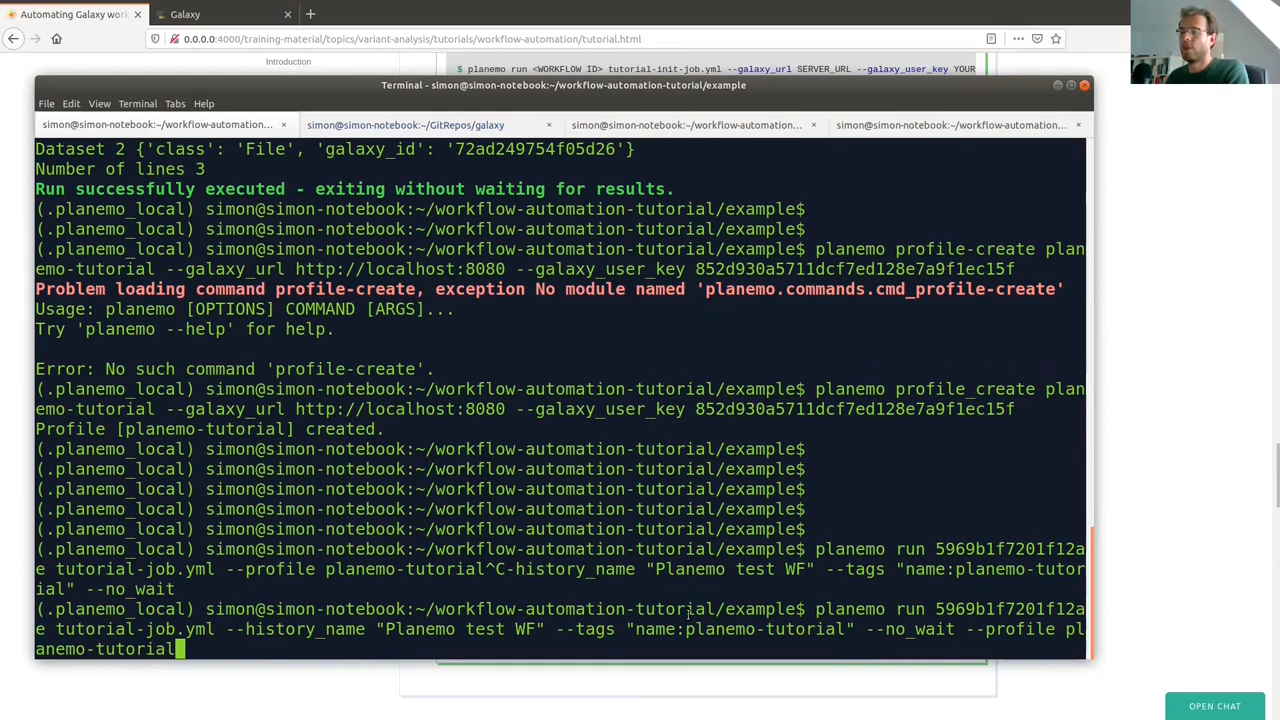 Automating Galaxy wor
Galaxy
0.0.0.0:4000/training-material/topics/variant-analysis/tutorials/workflow-automation/tutorial.html
Introduction
$ planemo run <WORKFLOW ID> tutorial-init-job.yml --galaxy_url SERVER_URL --galaxy_user_key YOUR
Terminal - simon@simon-notebook:~/workflow-automation-tutorial/example
File Edit View Terminal Tabs Help
simon@simon-notebook:~/workflow-automation...
simon@simon-notebook:~/GitRepos/galaxy
simon@simon-notebook:~/workflow-automation...
simon@simon-notebook:~/workflow-automation...
Dataset 2 {'class': 'File', 'galaxy_id': '72ad249754f05d26'}
Number of lines 3
Run successfully executed - exiting without waiting for results.
(.planemo_local) simon@simon-notebook:~/workflow-automation-tutorial/example$
(.planemo_local) simon@simon-notebook:~/workflow-automation-tutorial/example$
(.planemo_local) simon@simon-notebook:~/workflow-automation-tutorial/example$ planemo profile-create plan
emo-tutorial --galaxy_url http://localhost:8080 --galaxy_user_key 852d930a5711dcf7ed128e7a9f1ec15f
Problem loading command profile-create, exception No module named 'planemo.commands.cmd_profile-create'
Usage: planemo [OPTIONS] COMMAND [ARGS]...
Try 'planemo --help' for help.
Error: No such command 'profile-create'.
(.planemo_local) simon@simon-notebook:~/workflow-automation-tutorial/example$ planemo profile_create plan
emo-tutorial --galaxy_url http://localhost:8080 --galaxy_user_key 852d930a5711dcf7ed128e7a9f1ec15f
Profile [planemo-tutorial] created.
(.planemo_local) simon@simon-notebook:~/workflow-automation-tutorial/example$
(.planemo_local) simon@simon-notebook:~/workflow-automation-tutorial/example$
(.planemo_local) simon@simon-notebook:~/workflow-automation-tutorial/example$
(.planemo_local) simon@simon-notebook:~/workflow-automation-tutorial/example$
(.planemo_local) simon@simon-notebook:~/workflow-automation-tutorial/example$
(.planemo_local) simon@simon-notebook:~/workflow-automation-tutorial/example$ planemo run 5969b1f7201f12a
e tutorial-job.yml --profile planemo-tutorial^C-history_name "Planemo test WF" --tags "name:planemo-tutor
ial" --no_wait
(.planemo_local) simon@simon-notebook:~/workflow-automation-tutorial/example$ planemo run 5969b1f7201f12a
e tutorial-job.yml --history_name "Planemo test WF" --tags "name:planemo-tutorial" --no_wait --profile pl
anemo-tutorial
OPEN CHAT